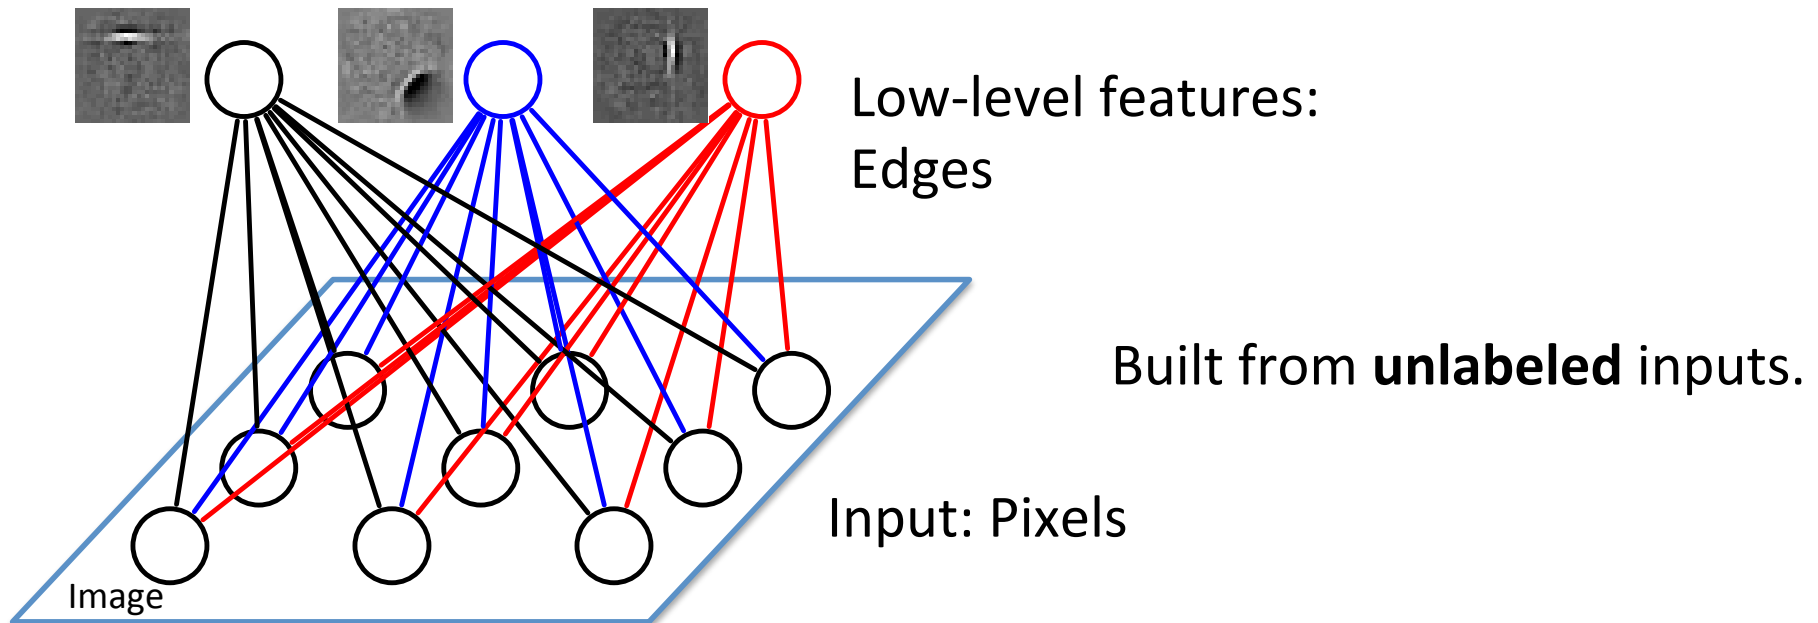 Low-level features:
Edges
Built from unlabeled inputs.
Input: Pixels
Image